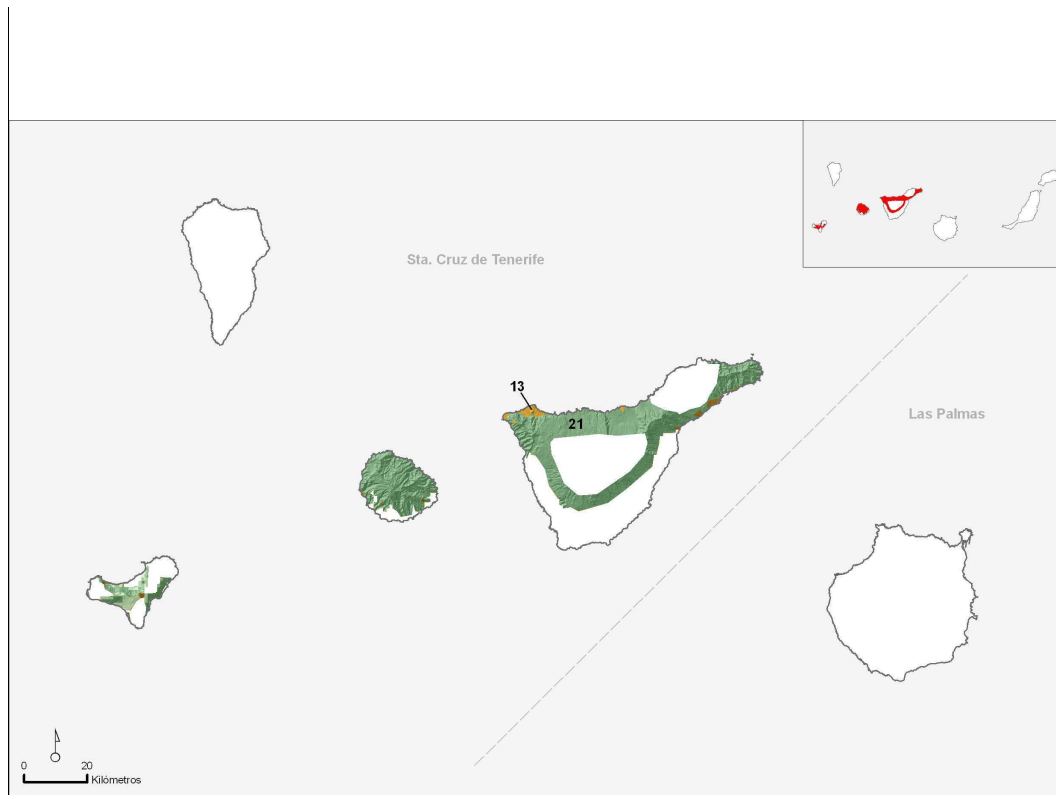 Sta. Cruz de Tenerife
13
Las Palmas
21
0 20
Kilómetros